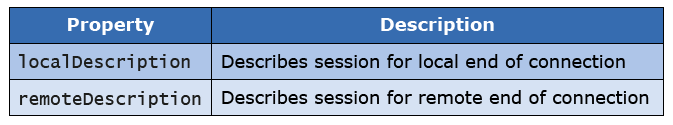 Property Description
localDescription Describes session for local end of connection
remoteDescription Describes session for remote end of connection